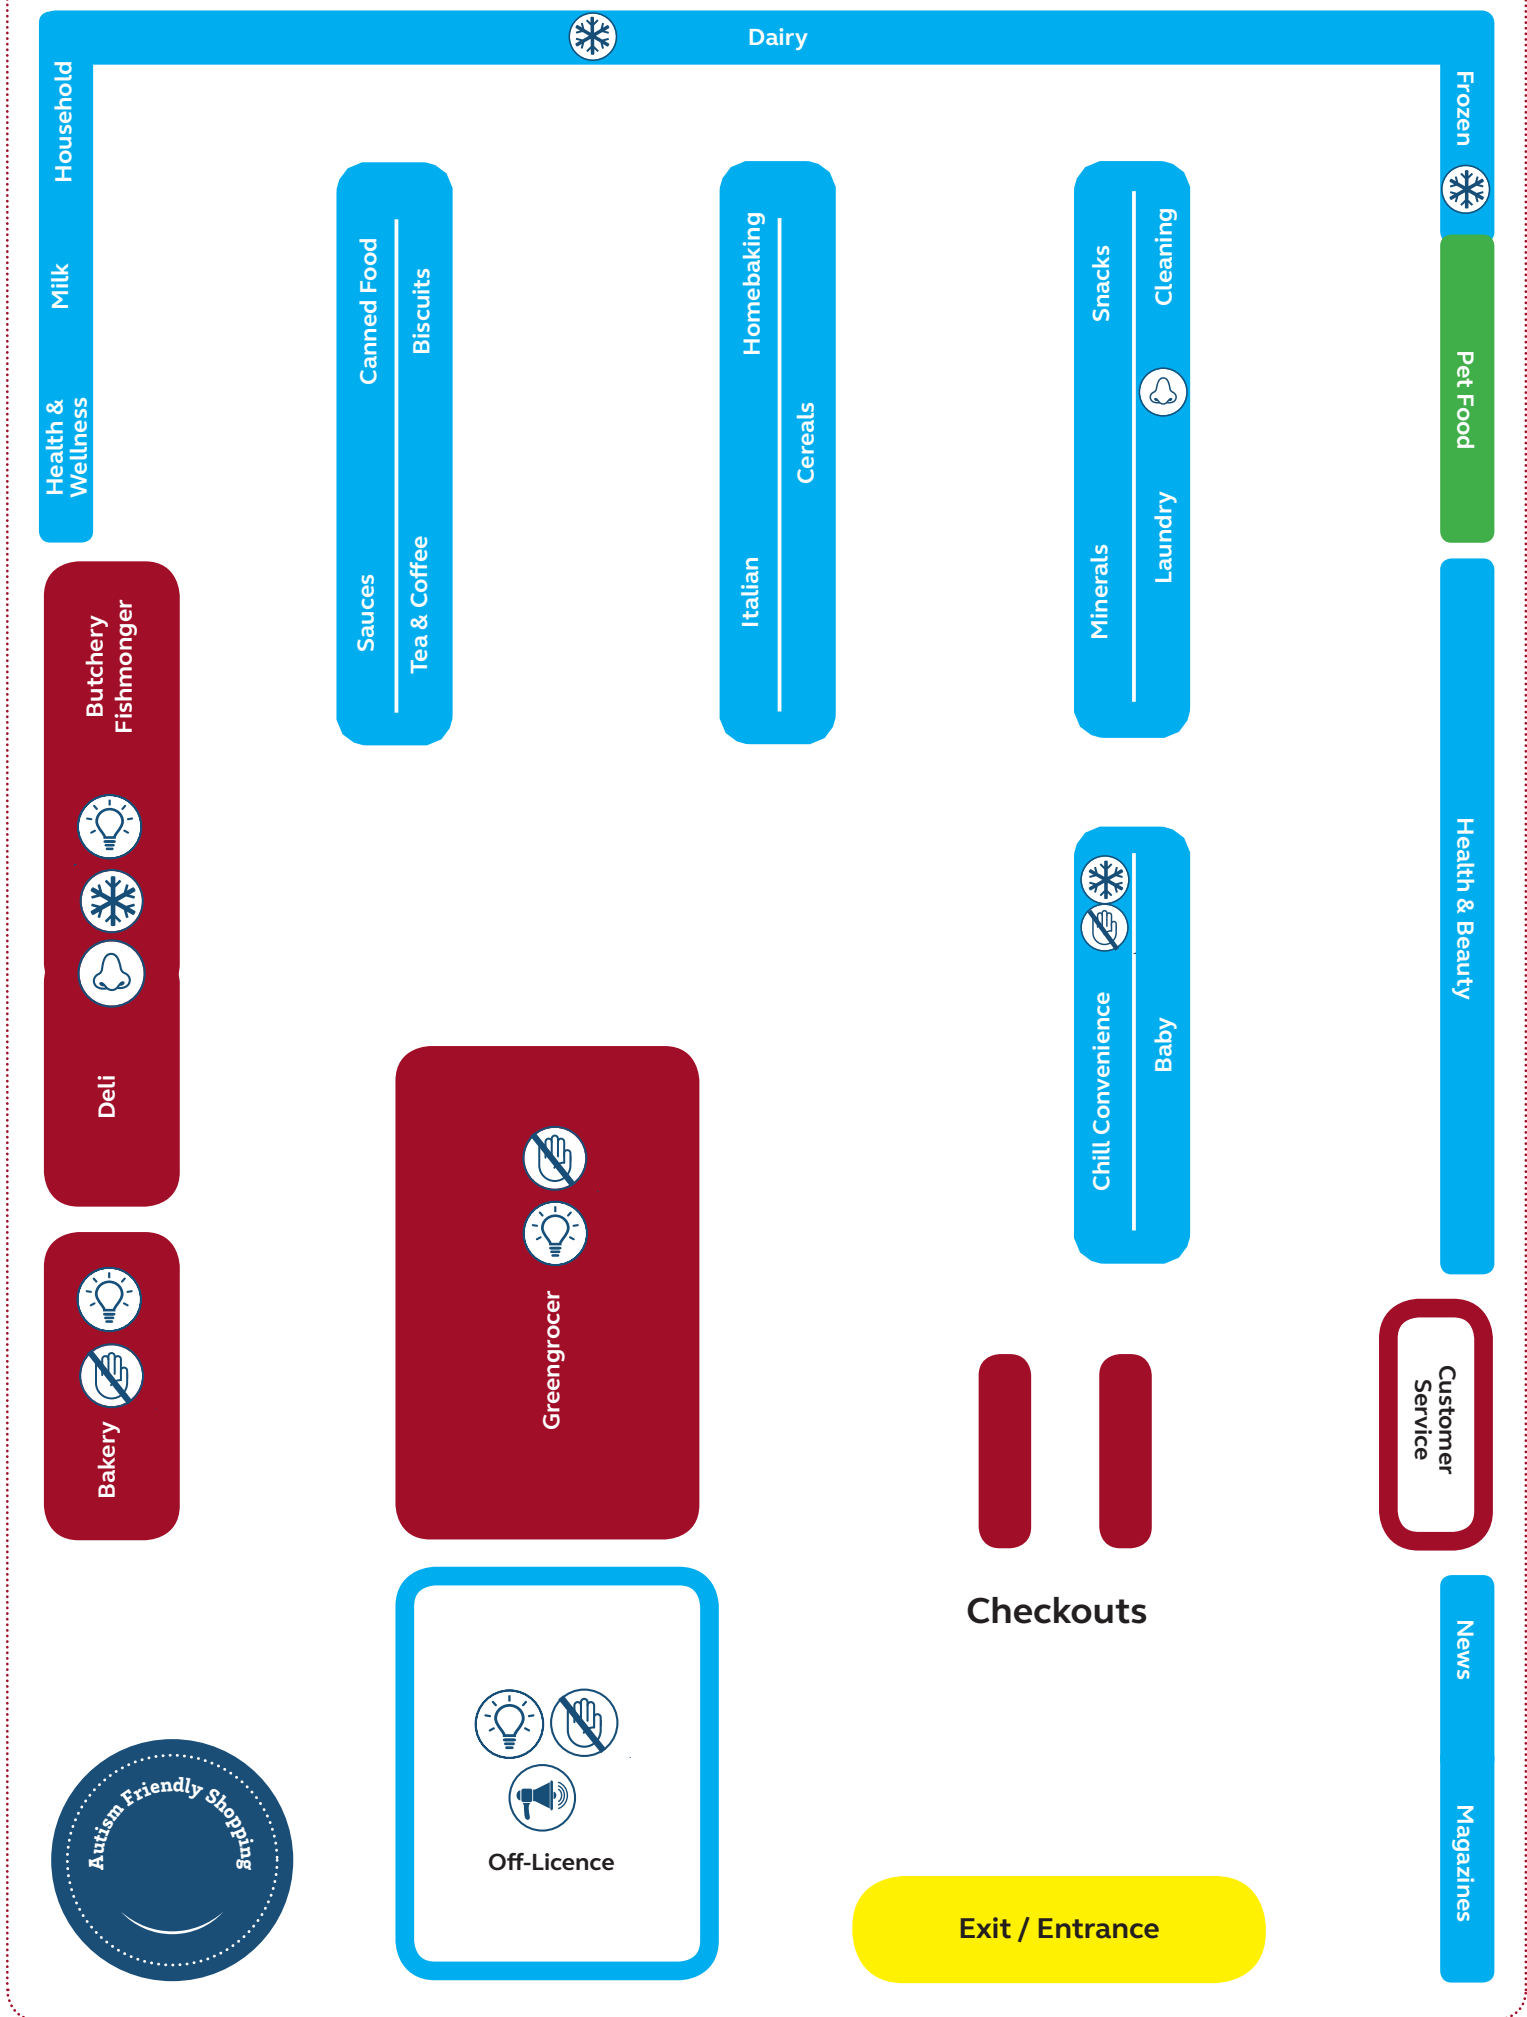 Dairy
Household
Milk
Health &
Wellness
Frozen
Pet Food
Canned Food
Biscuits
Sauces
Tea & Coffee
Homebaking
Cereals
Italian
Snacks
Cleaning
Minerals
Laundry
Butchery
Fishmonger
Deli
Bakery
Greengrocer
Chill Convenience
Baby
Health & Beauty
Customer
Service
Checkouts
News
Magazines
Off-Licence
Exit / Entrance
Autism Friendly Shopping